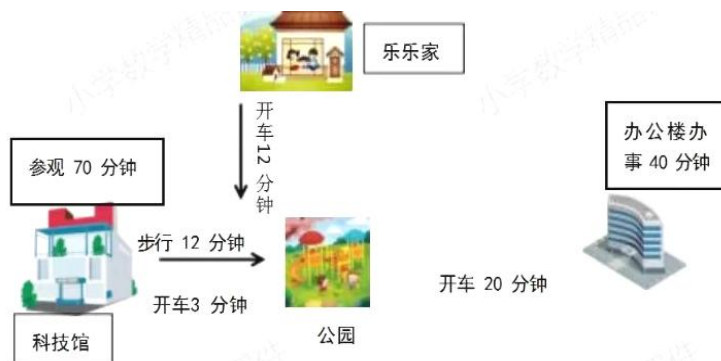 乐乐家
开车12 分钟
办公楼办
事 40 分钟
参观 70 分钟
步行 12 分钟
开车3 分钟
开车 20 分钟
公园
科技馆